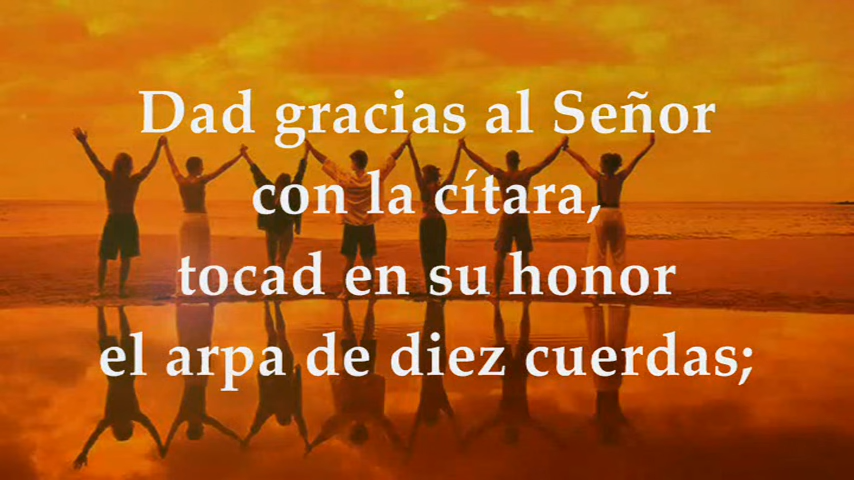 Dad gracias al Señor
con la cítara,
tocad en su honor
el arpa de diez cuerdas;